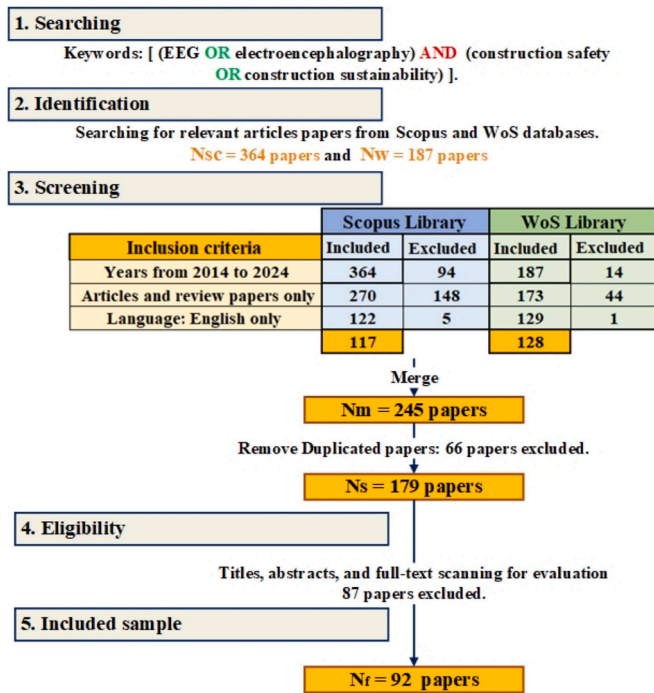 1. Searching
Keywords: [ (EEG OR electroencephalography) AND (construction safety
OR construction sustainability) ].
2. Identification
Searching for relevant articles papers from Scopus and WoS databases.
Nsc = 364 papers and Nw = 187 papers
3. Screening
Scopus Library WoS Library
Inclusion criteria Included Excluded Included Excluded
Years from 2014 to 2024 364 94 187 14
Articles and review papers only 270 148 173 44
Language: English only 122 5 129 1
117 128
Merge
Nm = 245 papers
Remove Duplicated papers: 66 papers excluded.
Ns = 179 papers
4. Eligibility
Titles, abstracts, and full-text scanning for evaluation
87 papers excluded.
5. Included sample
Nf = 92 papers